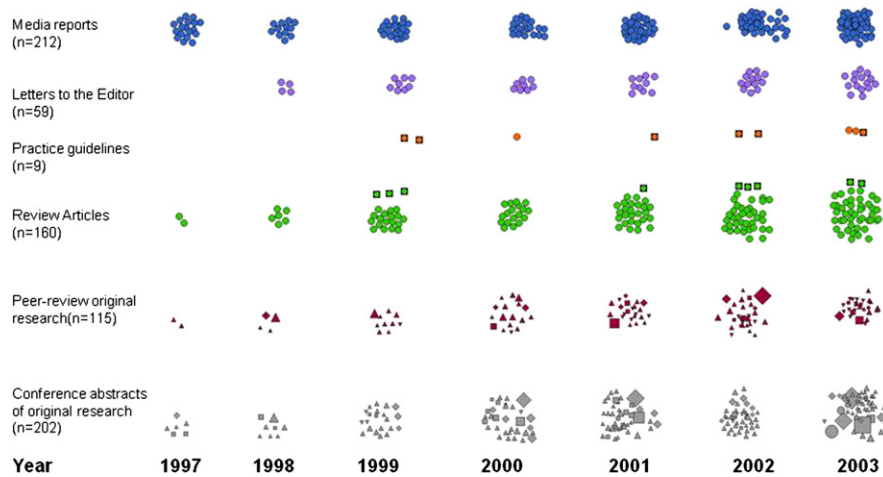 Media reports
(n=212)
Letters to the Editor
(n=59)
Practice guidelines
(n=9)
Review Articles
(n=160)
Peer-review original
research(n=115)
Conference abstracts
of original research
(n=202)
Year 1997 1998 1999 2000 2001 2002 2003